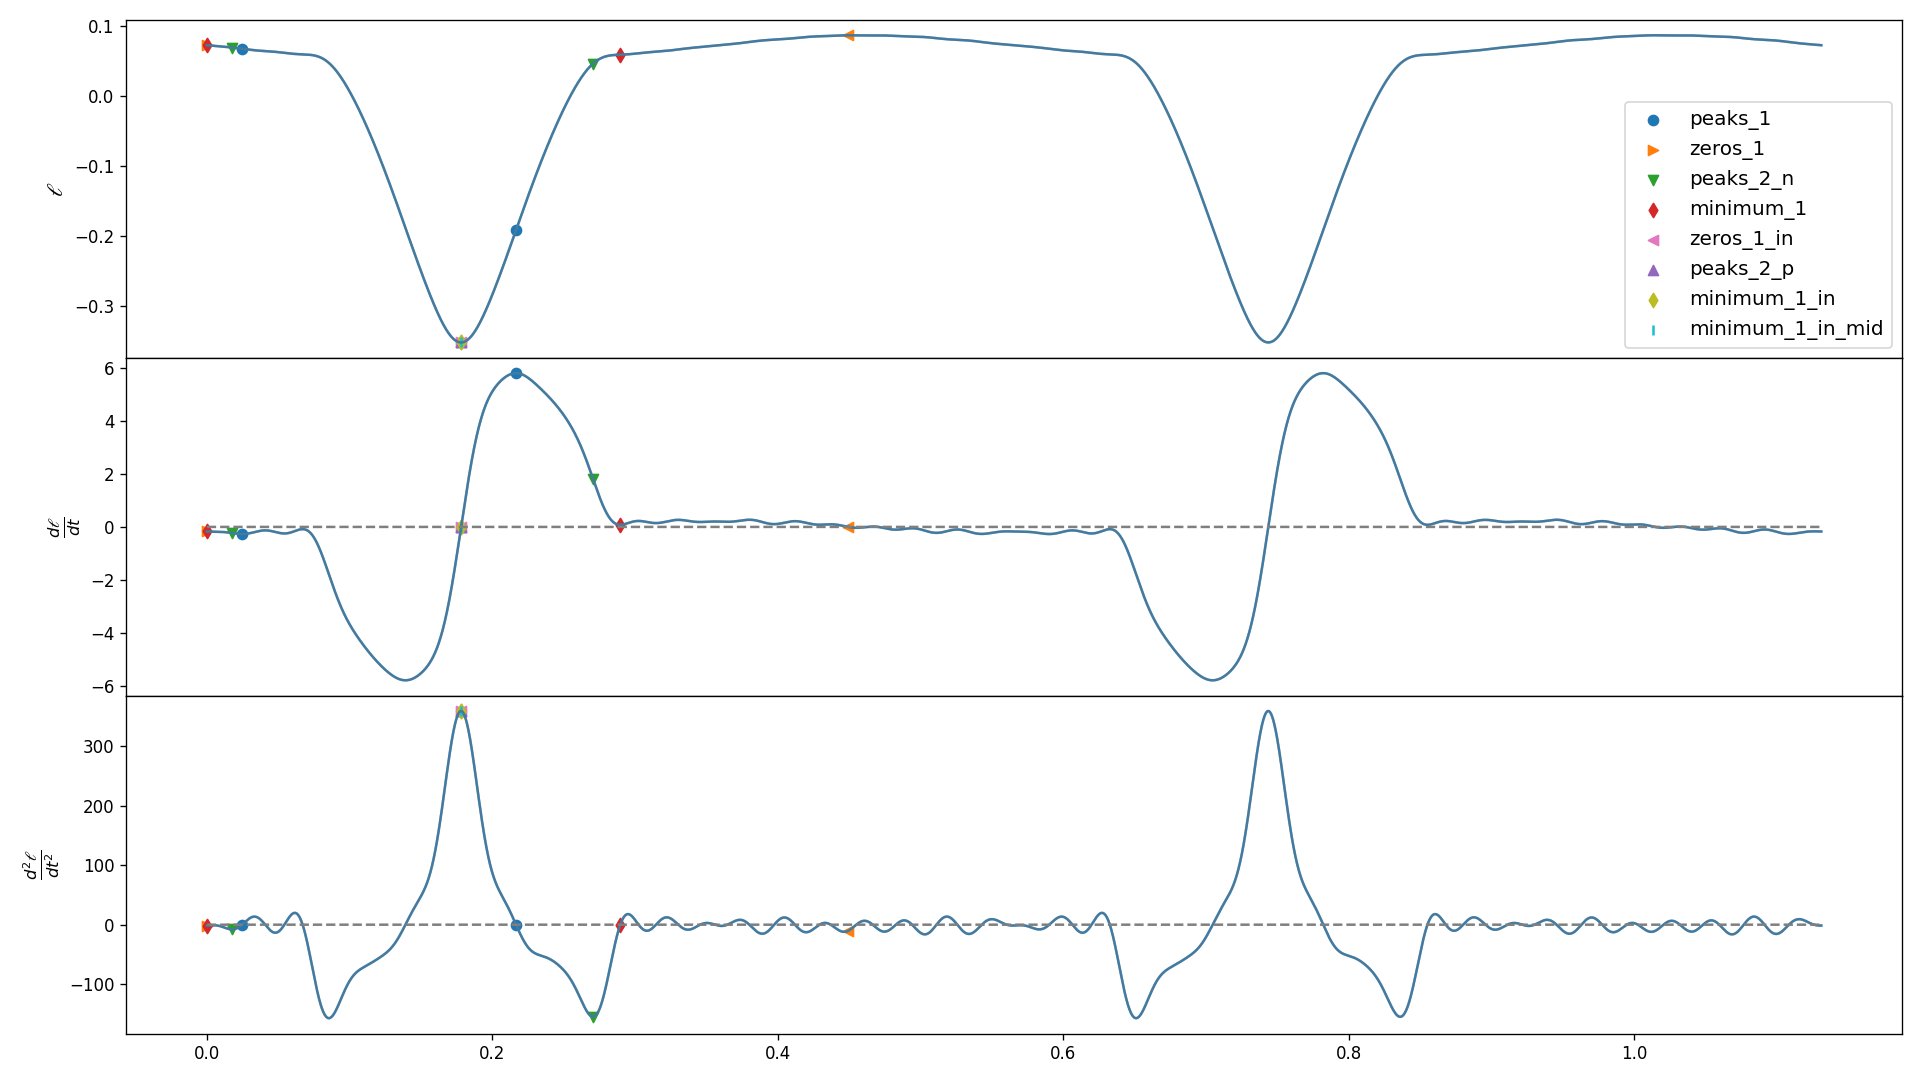 0.1
0.0
−0.1
−0.2
−0.3
ℓ
peaks_1
zeros_1
peaks_2_n
minimum_1
zeros_1_in
peaks_2_p
minimum_1_in
minimum_1_in_mid
6
4
2
0
−2
−4
−6
dℓ
dt
300
200
100
0
−100
d²ℓ
dt²
0.0 0.2 0.4 0.6 0.8 1.0